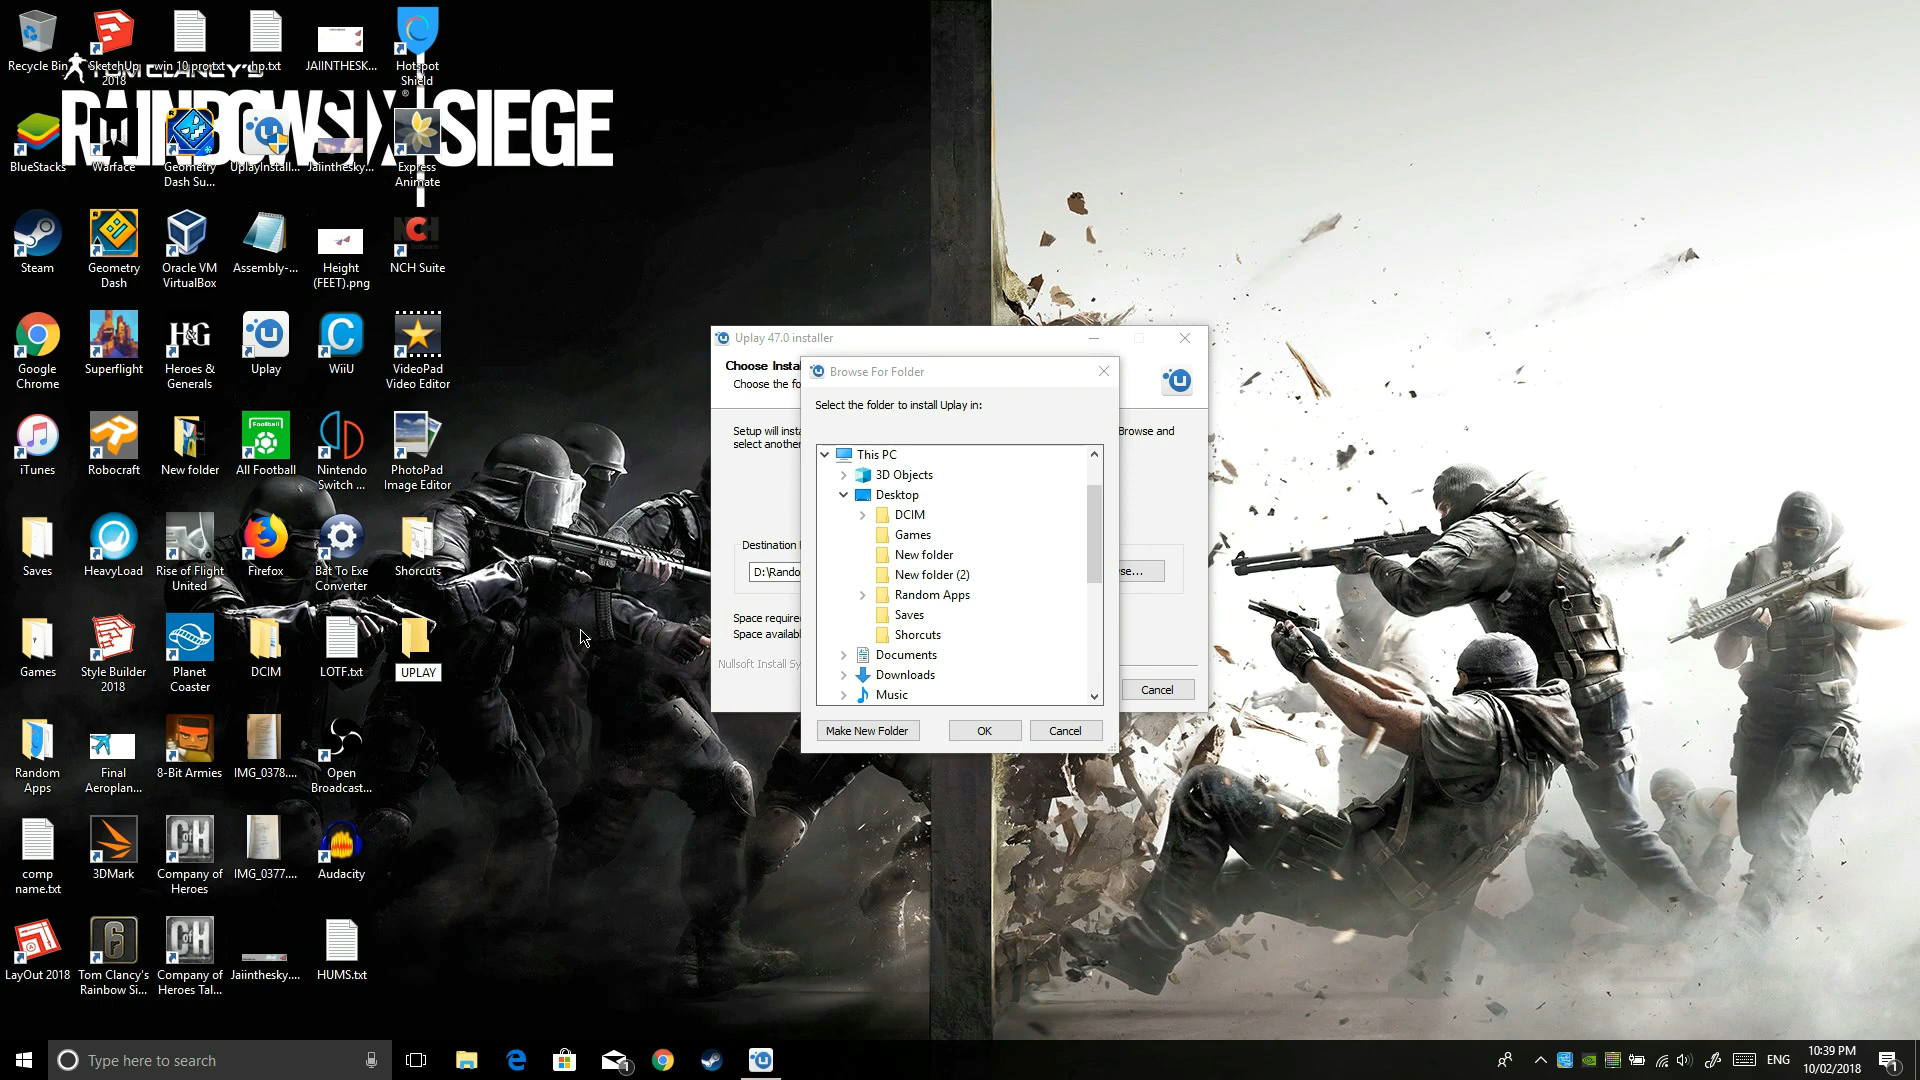 Recycle Bin
SketchUp
2018
win 10 pro.txt
hp.txt
JAIINTHESK...
Hotspot
Shield
TOM CLANCY'S
RAINBOWSIX|SIEGE
BlueStacks
Warface
Geometry
Dash Su...
UplayInstall...
Jaiinthesky...
Express
Animate
Steam
Geometry
Dash
Oracle VM
VirtualBox
Assembly-...
Height
(FEET).png
NCH Suite
Google
Chrome
Superflight
H&G
Heroes &
Generals
Uplay
WiiU
VideoPad
Video Editor
iTunes
Robocraft
New folder
Football
All Football
Nintendo
Switch ...
PhotoPad
Image Editor
Saves
HeavyLoad
Rise of Flight
United
Firefox
Bat To Exe
Converter
Shorcuts
Games
Style Builder
2018
Planet
Coaster
DCIM
LOTF.txt
UPLAY
Random
Apps
Final
Aeroplan...
8-Bit Armies
IMG_0378....
Open
Broadcast...
comp
name.txt
3DMark
Company of
Heroes
IMG_0377....
Audacity
LayOut 2018
Tom Clancy's
Rainbow Si...
Company of
Heroes Tal...
Jaiinthesky....
HUMS.txt
Uplay 47.0 installer
Choose Insta
Choose the fo
Setup will insta
Browse and
select another
Destination
D:\Rando
se...
Space require
Space availab
Nullsoft Install Sy
Cancel
Browse For Folder
Select the folder to install Uplay in:
This PC
3D Objects
Desktop
DCIM
Games
New folder
New folder (2)
Random Apps
Saves
Shorcuts
Documents
Downloads
Music
Make New Folder
OK
Cancel
Type here to search
1
ENG
10:39 PM
10/02/2018
1